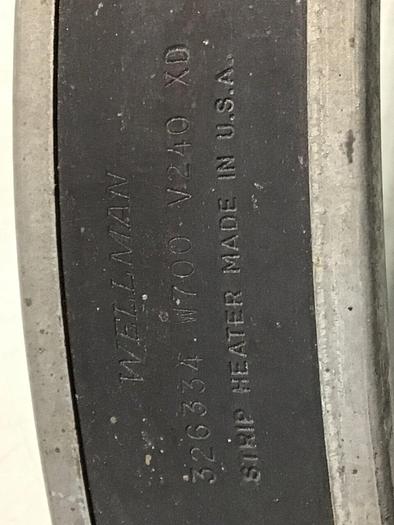 WELLMAN
326334 W700 V240 XD
STRIP HEATER MADE IN U.S.A.